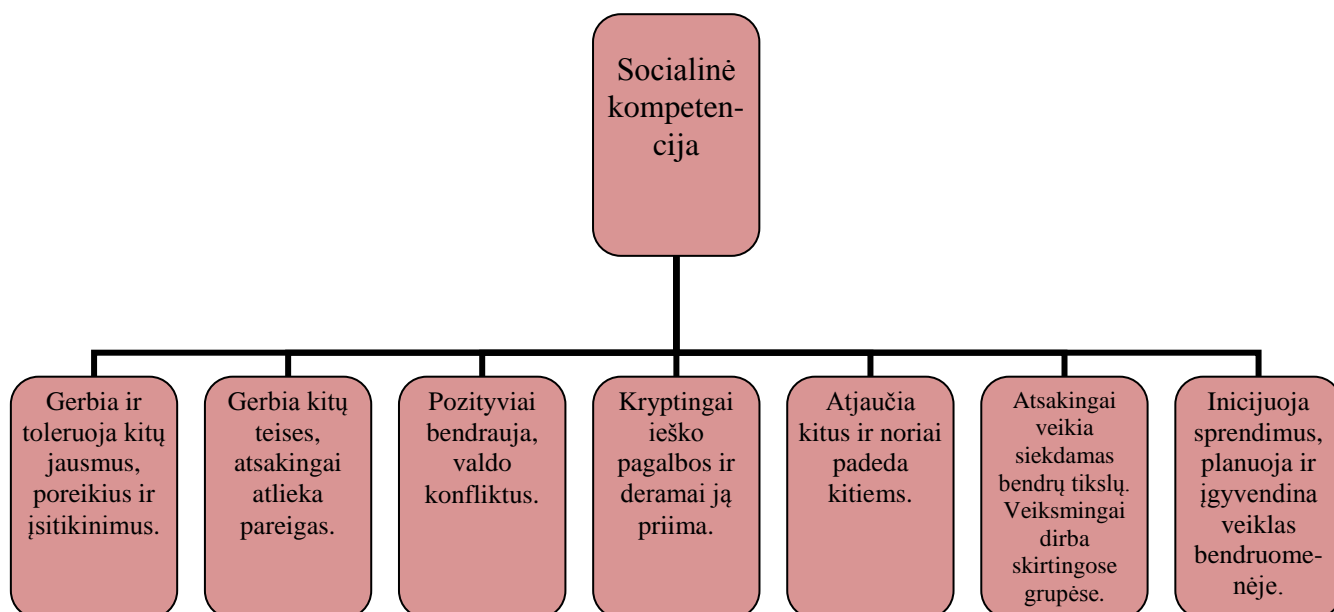 Socialinė
kompeten-
cija
Gerbia ir
toleruoja kitų
jausmus,
poreikius ir
įsitikinimus.
Gerbia kitų
teises,
atsakingai
atlieka
pareigas.
Pozityviai
bendrauja,
valdo
konfliktus.
Kryptingai
ieško
pagalbos ir
deramai ją
priima.
Atjaučia
kitus ir noriai
padeda
kitiems.
Atsakingai
veikia
siekdamas
bendrų tikslų.
Veiksmingai
dirba
skirtingose
grupėse.
Inicijuoja
sprendimus,
planuoja ir
įgyvendina
veiklas
bendruome-
nėje.